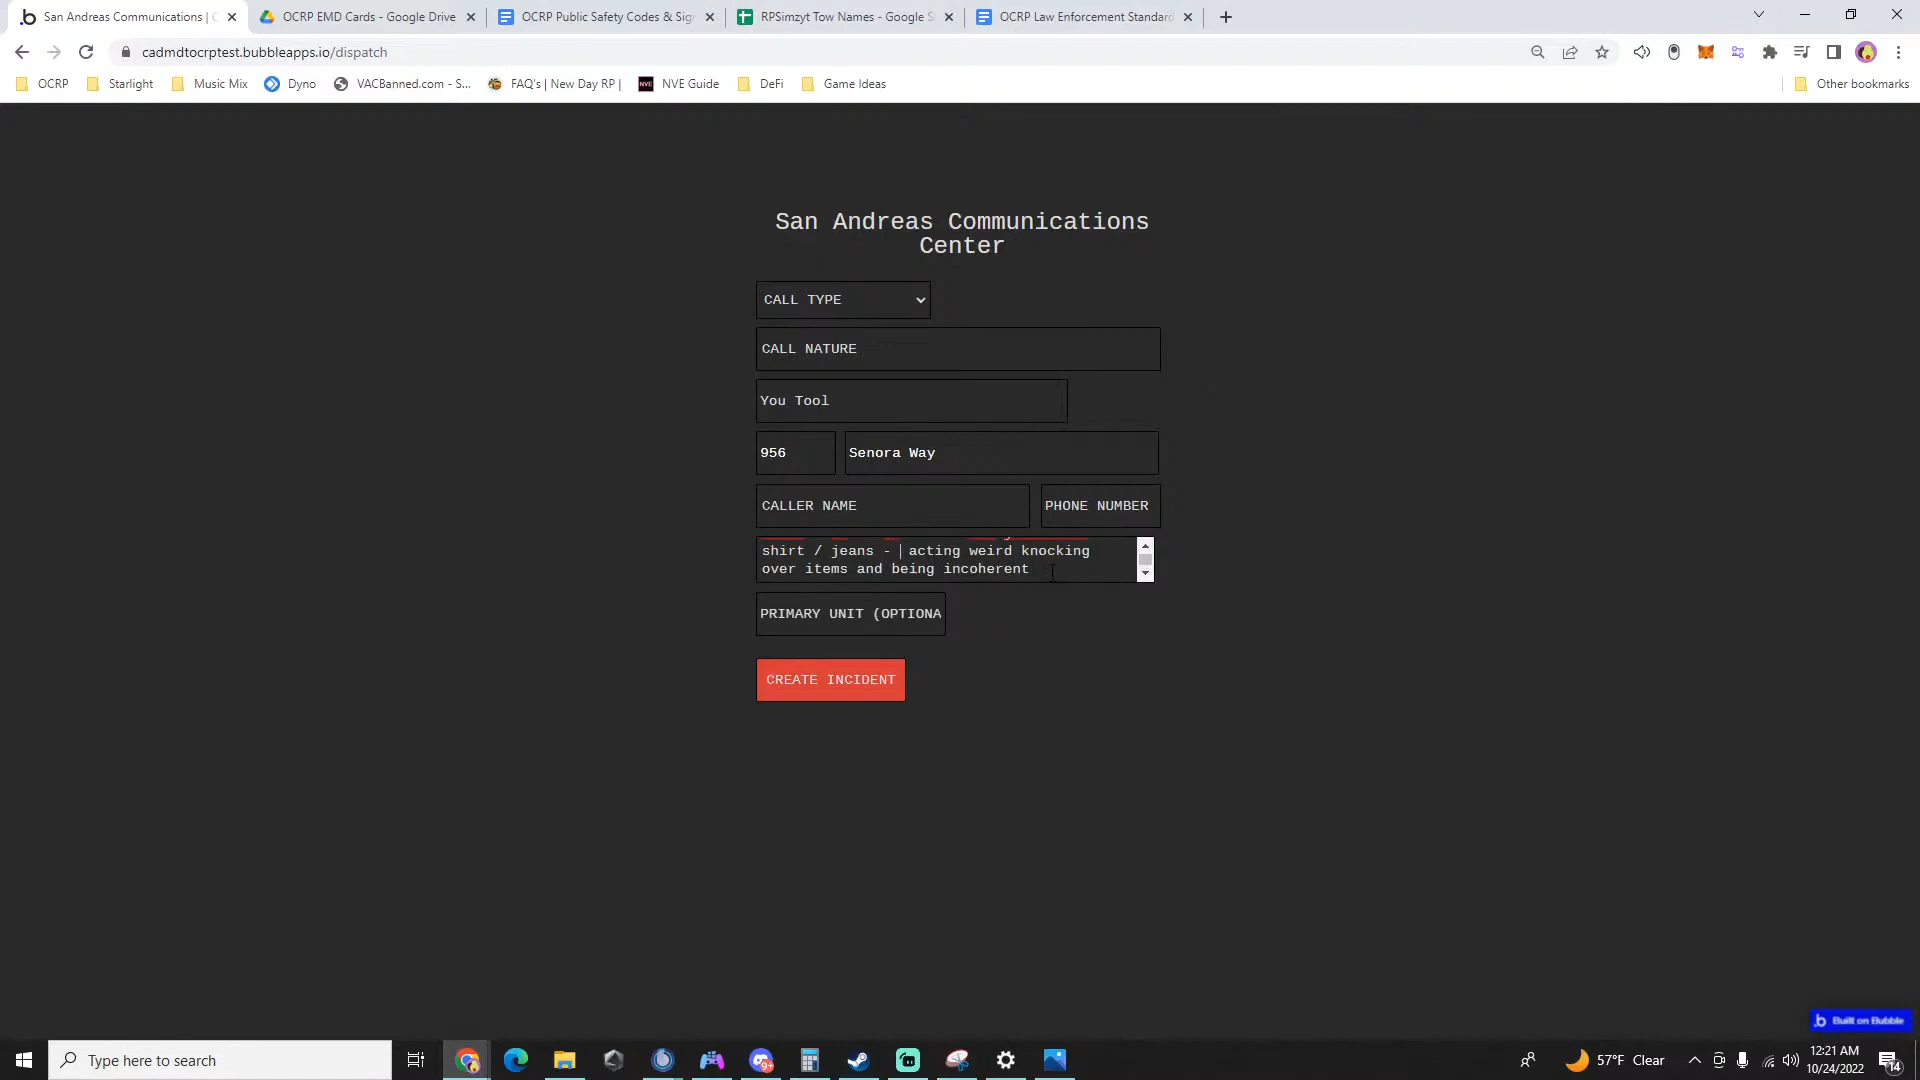 San Andreas Communications | C
OCRP EMD Cards - Google Drive
OCRP Public Safety Codes & Sig
RPSimzyt Tow Names - Google S
OCRP Law Enforcement Standard
cadmdtocrptest.bubbleapps.io/dispatch
OCRP
Starlight
Music Mix
Dyno
VACBanned.com - S...
FAQ's | New Day RP |
NVE
NVE Guide
DeFi
Game Ideas
Other bookmarks
San Andreas Communications
Center
CALL TYPE
CALL NATURE
You Tool
956
Senora Way
CALLER NAME
PHONE NUMBER
shirt / jeans - acting weird knocking
over items and being incoherent
PRIMARY UNIT (OPTIONA
CREATE INCIDENT
Built on Bubble
Type here to search
9+
57°F Clear
12:21 AM
10/24/2022
14